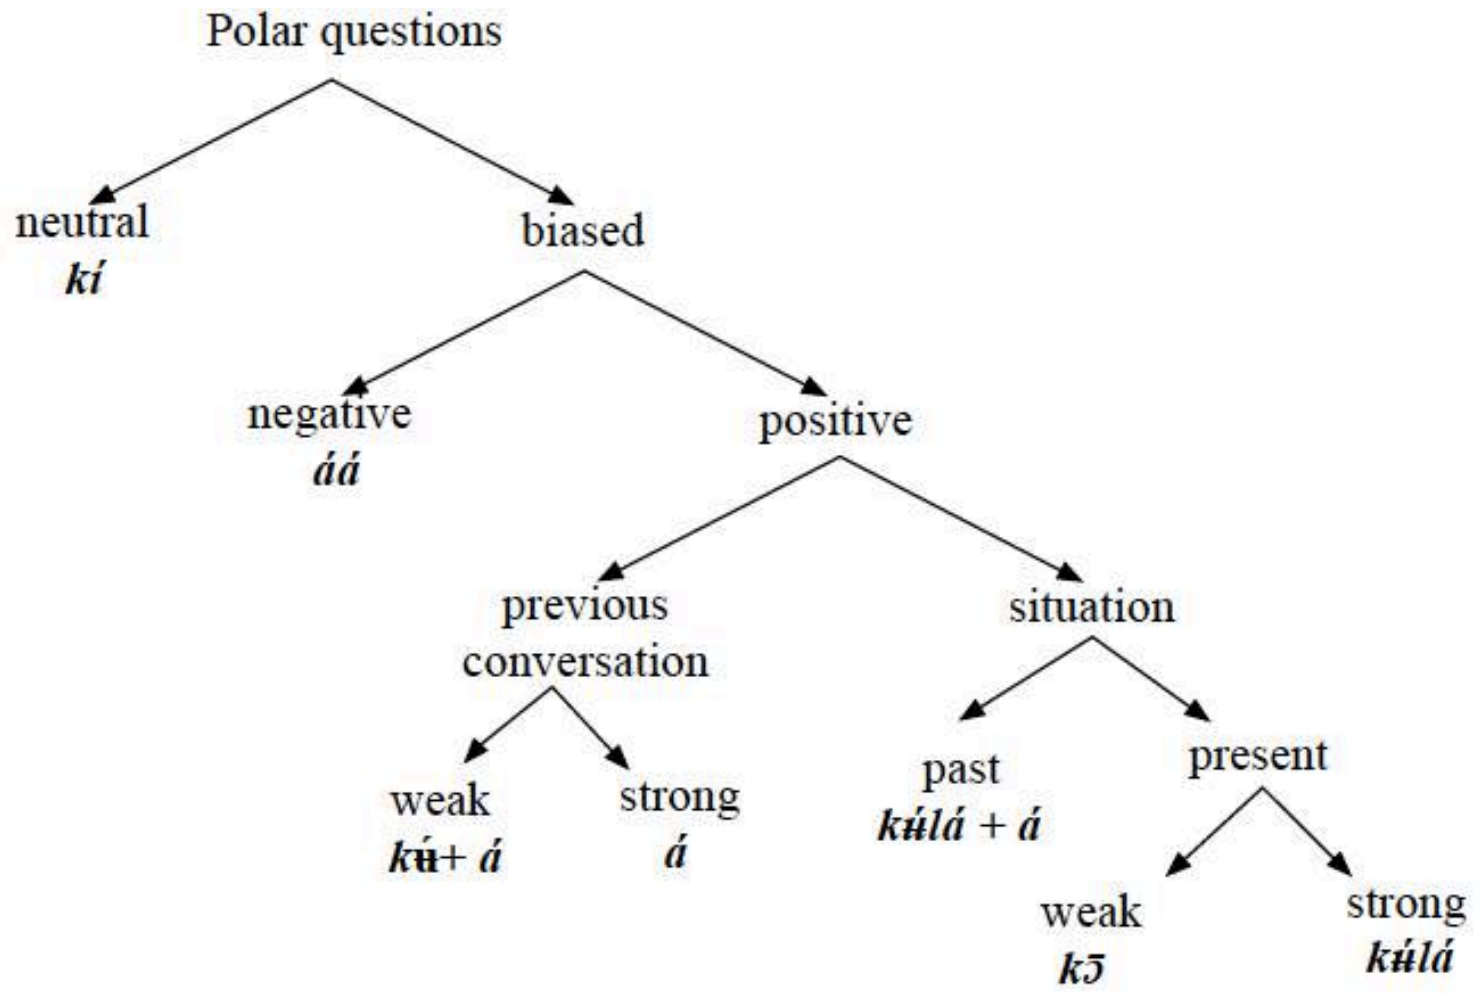 Polar questions
neutral
kí
biased
negative
áá
positive
previous
conversation
situation
weak
kʉ́+ á
strong
á
past
kʉ́lá + á
present
weak
kɔ̄
strong
kʉ́lá